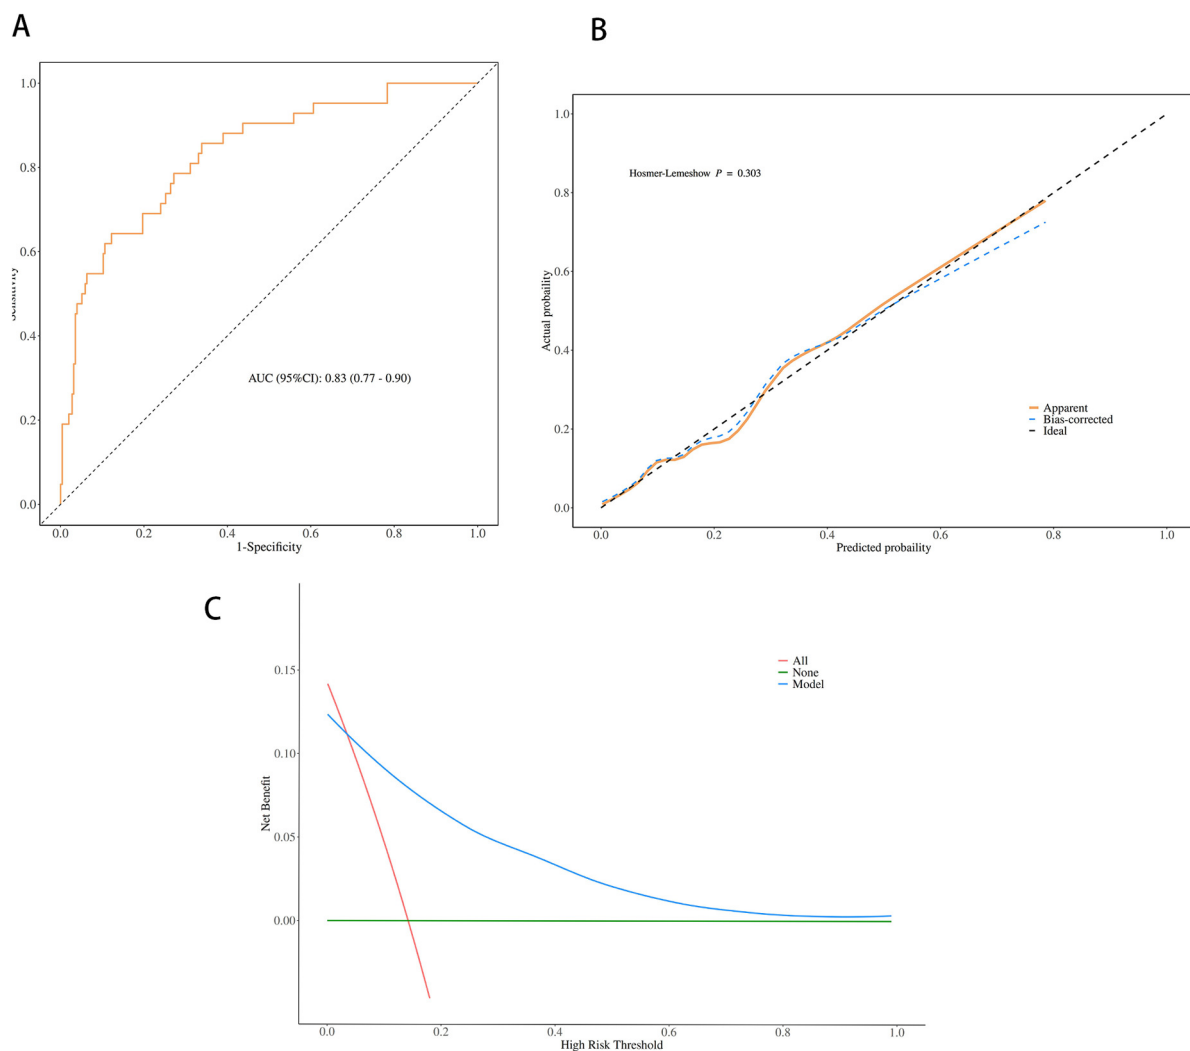 A
1.0
0.8
0.6
0.4
0.2
0.0
AUC (95%CI): 0.83 (0.77 - 0.90)
0.0 0.2 0.4 0.6 0.8 1.0
1-Specificity
B
1.0
0.8
0.6
0.4
0.2
0.0
Actual probaility
Hosmer-Lemeshow P = 0.303
Apparent
Bias-corrected
Ideal
0.0 0.2 0.4 0.6 0.8 1.0
Predicted probaility
C
0.15
0.10
0.05
0.00
Net Benefit
All
None
Model
0.0 0.2 0.4 0.6 0.8 1.0
High Risk Threshold